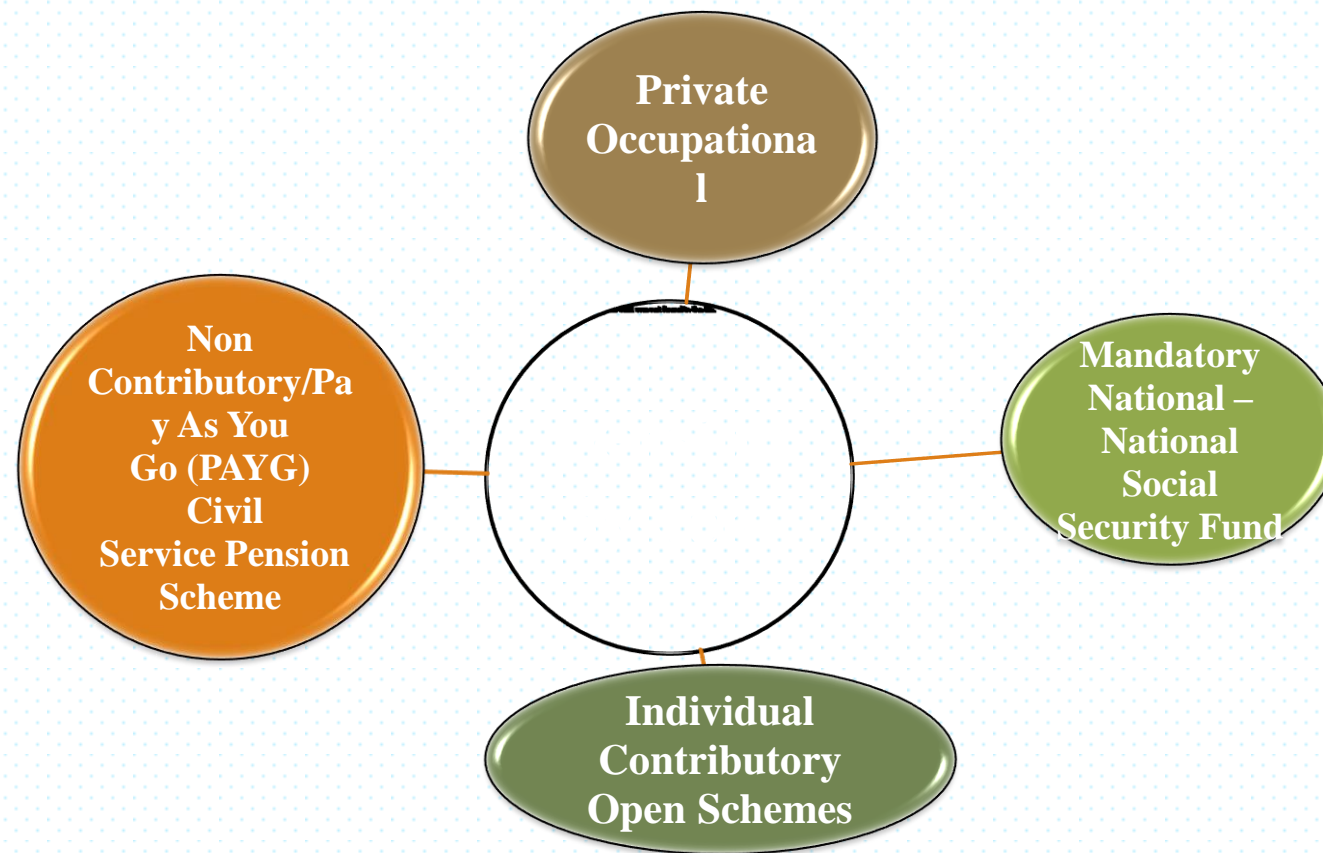 Private
Occupationa
l
Non
Contributory/Pa
y As You
Go (PAYG)
Civil
Service Pension
Scheme
Mandatory
National –
National
Social
Security Fund
Individual
Contributory
Open Schemes